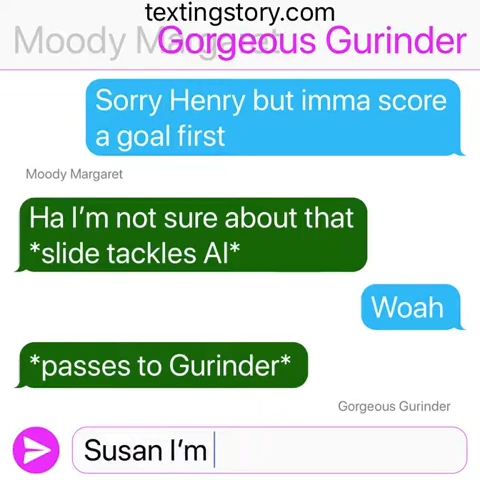 textingstory.com
Moody Margaret
Gorgeous Gurinder
Sorry Henry but imma score
a goal first
Moody Margaret
Ha I'm not sure about that
*slide tackles Al*
Woah
*passes to Gurinder*
Gorgeous Gurinder
Susan I'm